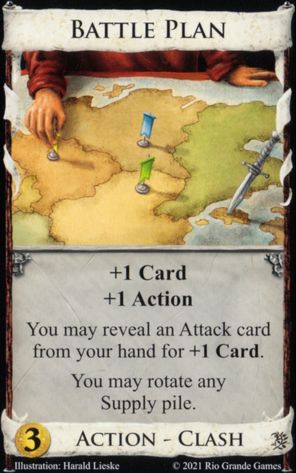 BATTLE PLAN
+1 Card
+1 Action
You may reveal an Attack card
from your hand for +1 Card.
You may rotate any
Supply pile.
3
ACTION - CLASH
Illustration: Harald Lieske © 2021 Rio Grande Games